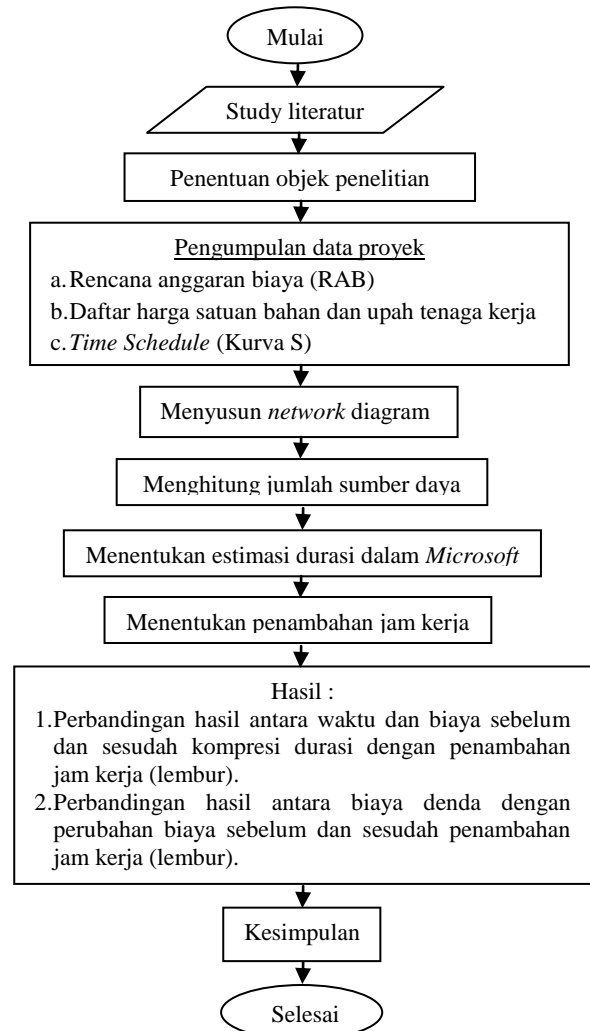 Mulai
Study literatur
Penentuan objek penelitian
Pengumpulan data proyek
a.Rencana anggaran biaya (RAB)
b.Daftar harga satuan bahan dan upah tenaga kerja
c.Time Schedule (Kurva S)
Menyusun network diagram
Menghitung jumlah sumber daya
Menentukan estimasi durasi dalam Microsoft
Menentukan penambahan jam kerja
Hasil :
1.Perbandingan hasil antara waktu dan biaya sebelum
dan sesudah kompresi durasi dengan penambahan
jam kerja (lembur).
2.Perbandingan hasil antara biaya denda dengan
perubahan biaya sebelum dan sesudah penambahan
jam kerja (lembur).
Kesimpulan
Selesai